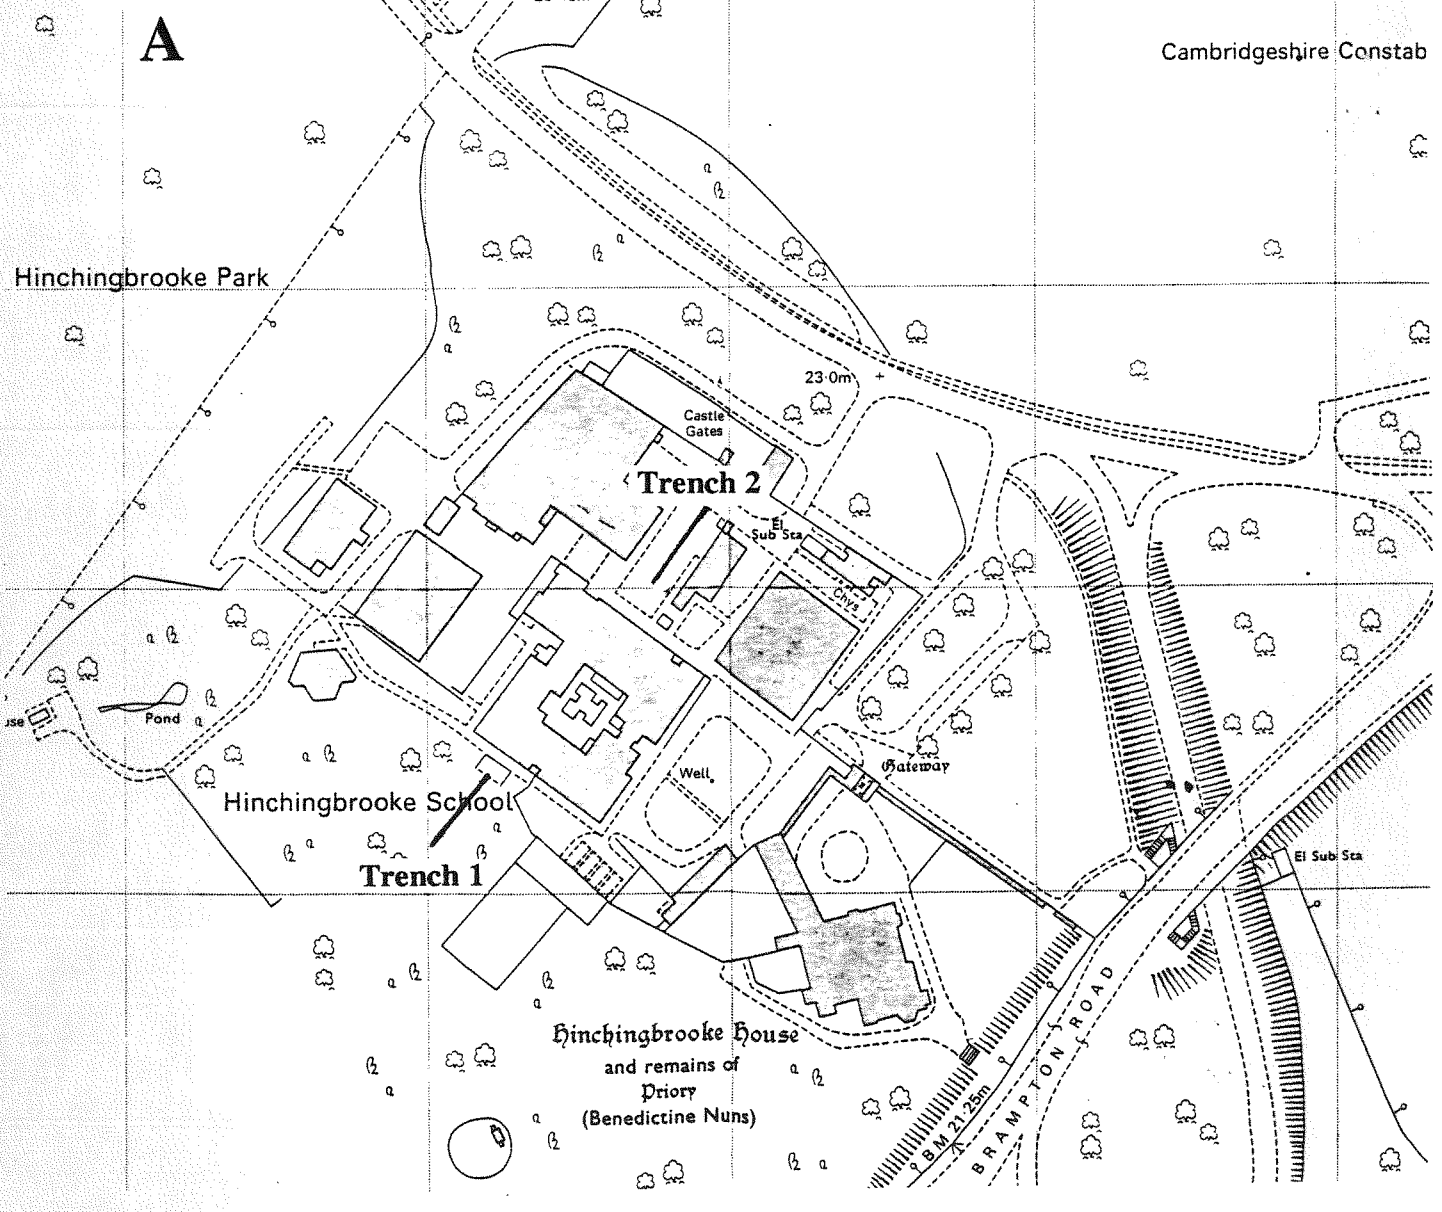 A
Cambridgeshire Constab
Hinchingbrooke Park
23·0m
Castle
Gates
Trench 2
El
Sub Sta
Chys
Pond
Well
Gateway
Hinchingbrooke School
Trench 1
El Sub Sta
Hinchingbrooke House
and remains of
Priory
(Benedictine Nuns)
BM 21·25m
BRAMPTON ROAD